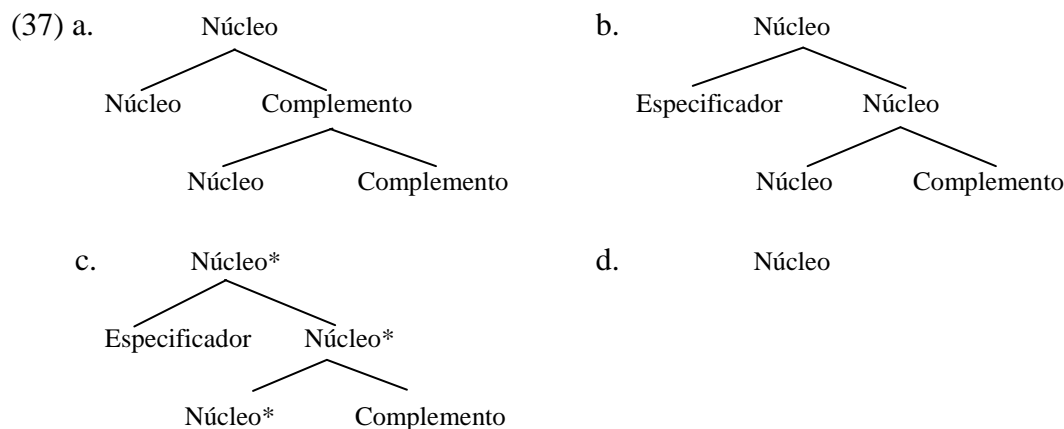 (37) a. Núcleo b. Núcleo
Núcleo Complemento Especificador Núcleo
Núcleo Complemento Núcleo Complemento
c. Núcleo* d. Núcleo
Especificador Núcleo*
Núcleo* Complemento